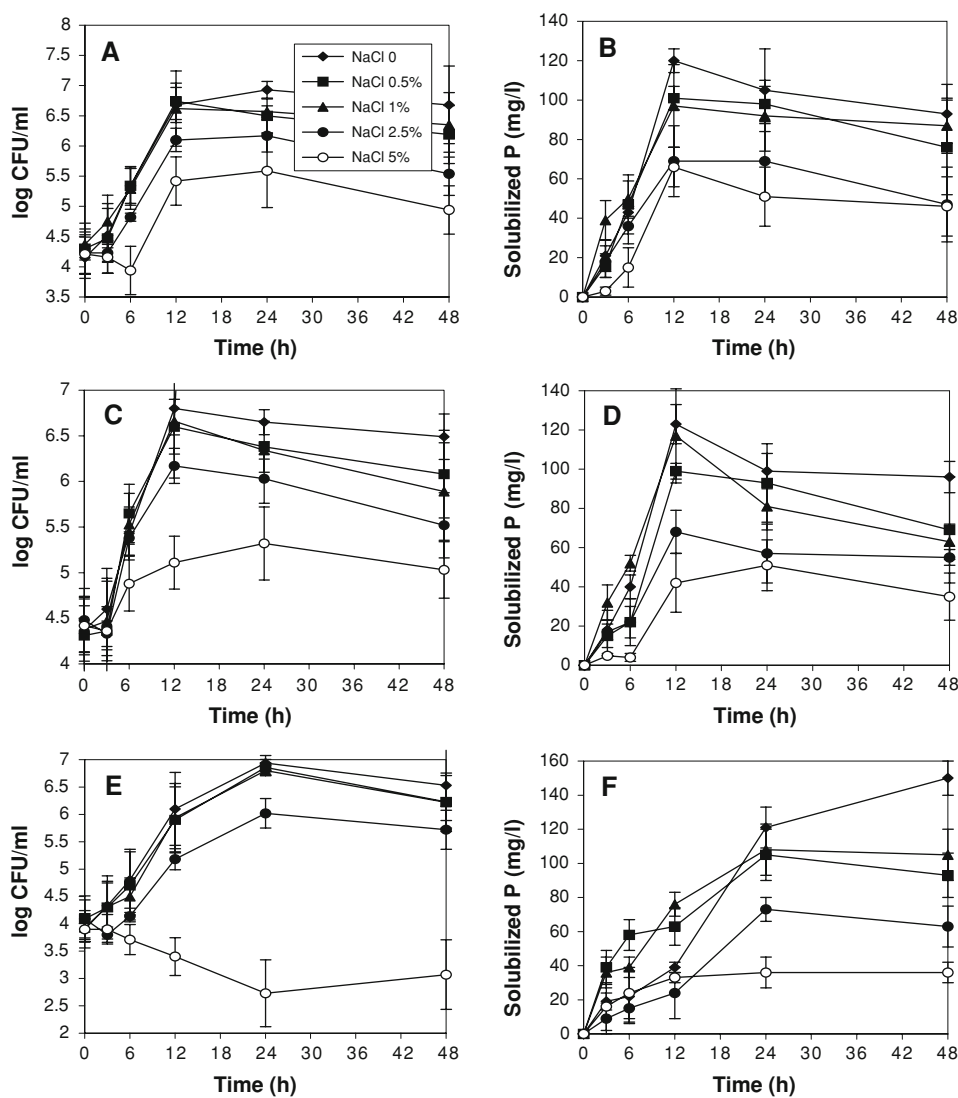 A
log CFU/ml
8
7.5
7
6.5
6
5.5
5
4.5
4
3.5
0 6 12 18 24 30 36 42 48
Time (h)
NaCl 0
NaCl 0.5%
NaCl 1%
NaCl 2.5%
NaCl 5%
B
Solubilized P (mg/l)
140
120
100
80
60
40
20
0
0 6 12 18 24 30 36 42 48
Time (h)
C
log CFU/ml
7
6.5
6
5.5
5
4.5
4
0 6 12 18 24 30 36 42 48
Time (h)
D
Solubilized P (mg/l)
140
120
100
80
60
40
20
0
0 6 12 18 24 30 36 42 48
Time (h)
E
log CFU/ml
7
6.5
6
5.5
5
4.5
4
3.5
3
2.5
2
0 6 12 18 24 30 36 42 48
Time (h)
F
Solubilized P (mg/l)
160
140
120
100
80
60
40
20
0
0 6 12 18 24 30 36 42 48
Time (h)